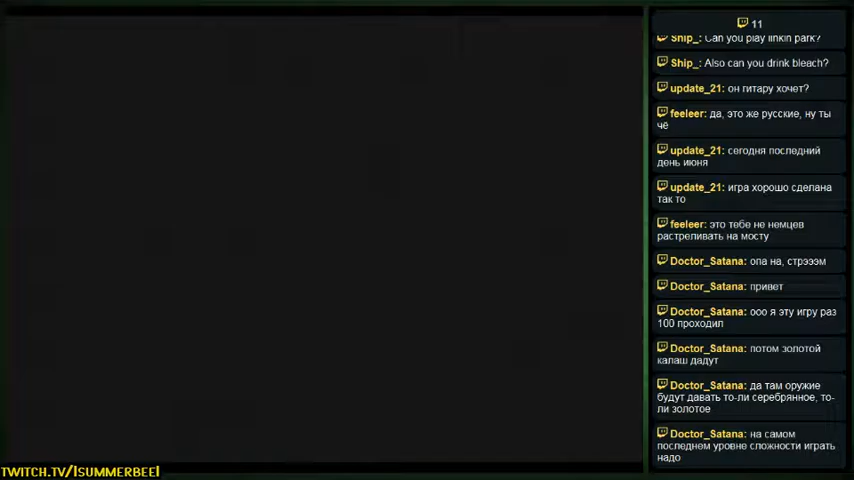 11
Ship_: Can you play linkin park?
Ship_: Also can you drink bleach?
update_21: он гитару хочет?
feeleer: да, это же русские, ну ты
чё
update_21: сегодня последний
день июня
update_21: игра хорошо сделана
так то
feeleer: это тебе не немцев
растреливать на мосту
Doctor_Satana: опа на, стрэээм
Doctor_Satana: привет
Doctor_Satana: ооо я эту игру раз
100 проходил
Doctor_Satana: потом золотой
калаш дадут
Doctor_Satana: да там оружие
будут давать то-ли серебрянное, то-
ли золотое
Doctor_Satana: на самом
последнем уровне сложности играть
надо
TWITCH.TV/ISUMMERBEEI